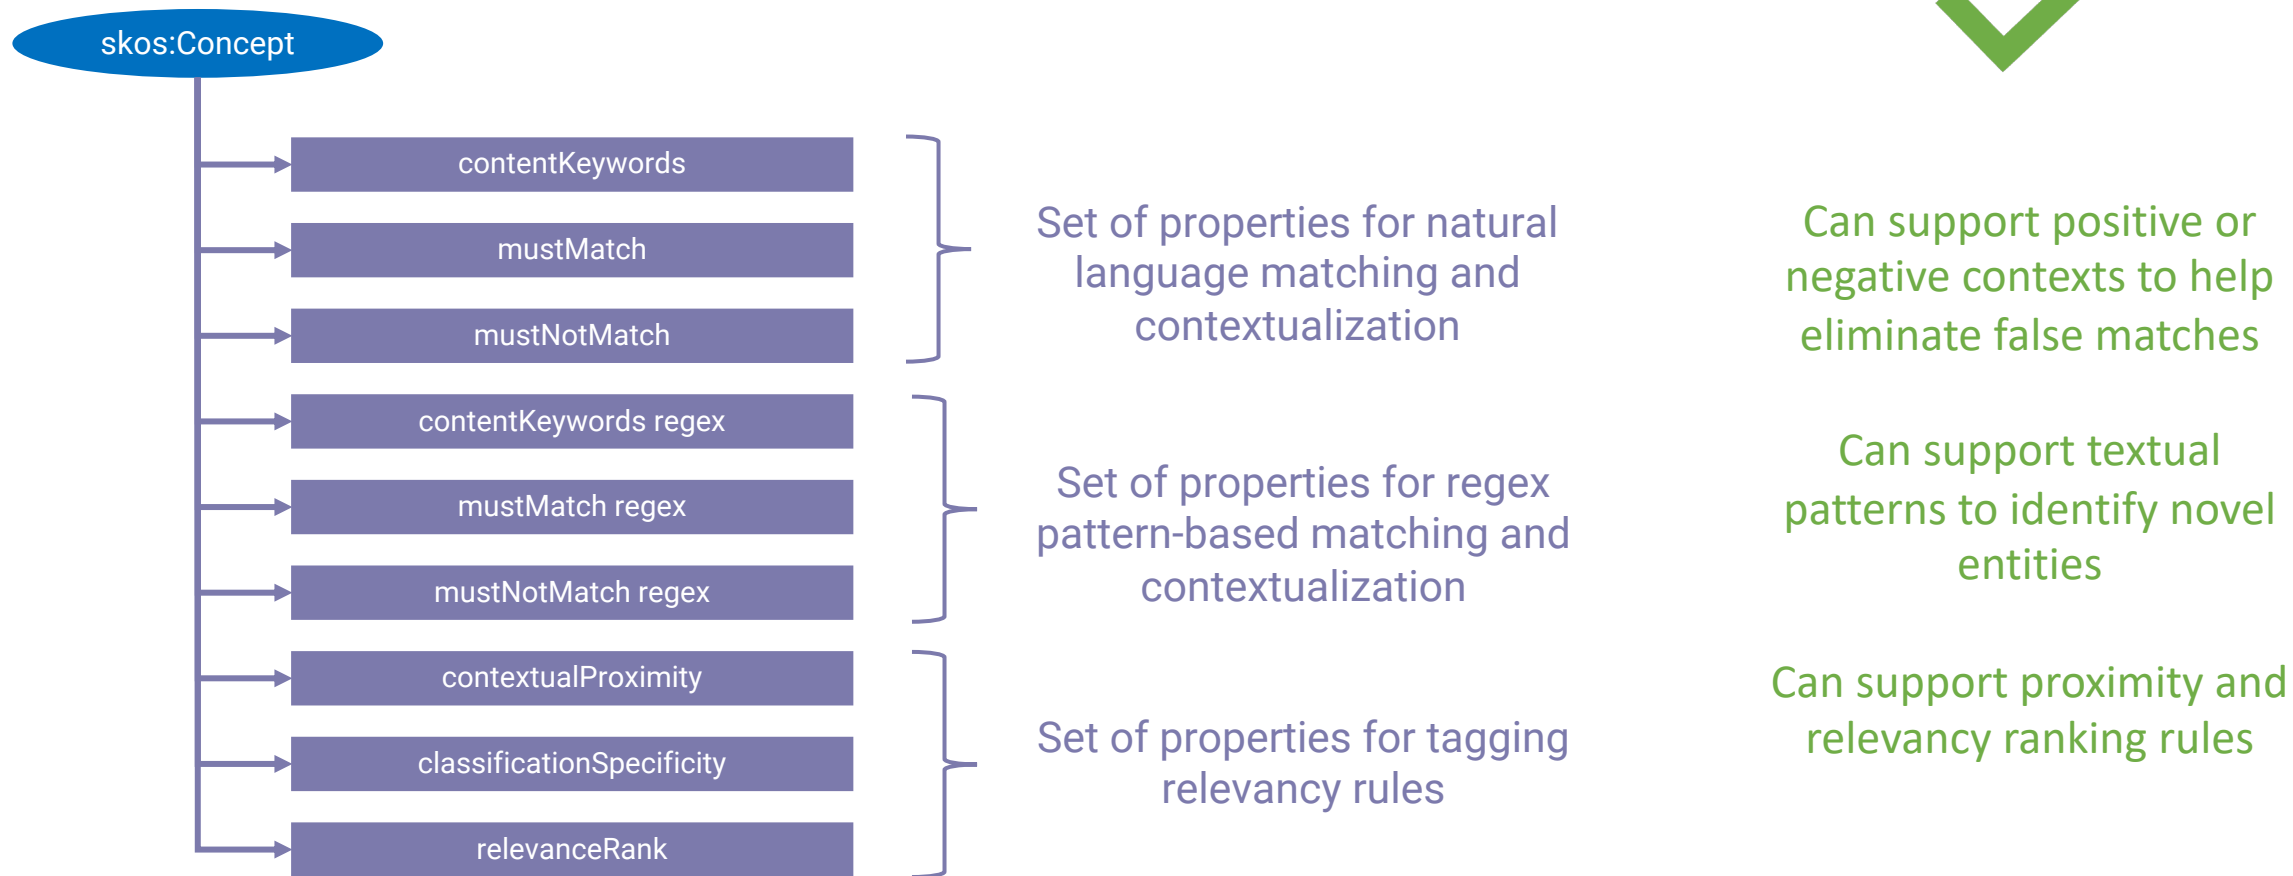 skos:Concept
contentKeywords
mustMatch
mustNotMatch
contentKeywords regex
mustMatch regex
mustNotMatch regex
contextualProximity
classificationSpecificity
relevanceRank
Set of properties for natural
language matching and
contextualization
Set of properties for regex
pattern-based matching and
contextualization
Set of properties for tagging
relevancy rules
Can support positive or
negative contexts to help
eliminate false matches
Can support textual
patterns to identify novel
entities
Can support proximity and
relevancy ranking rules